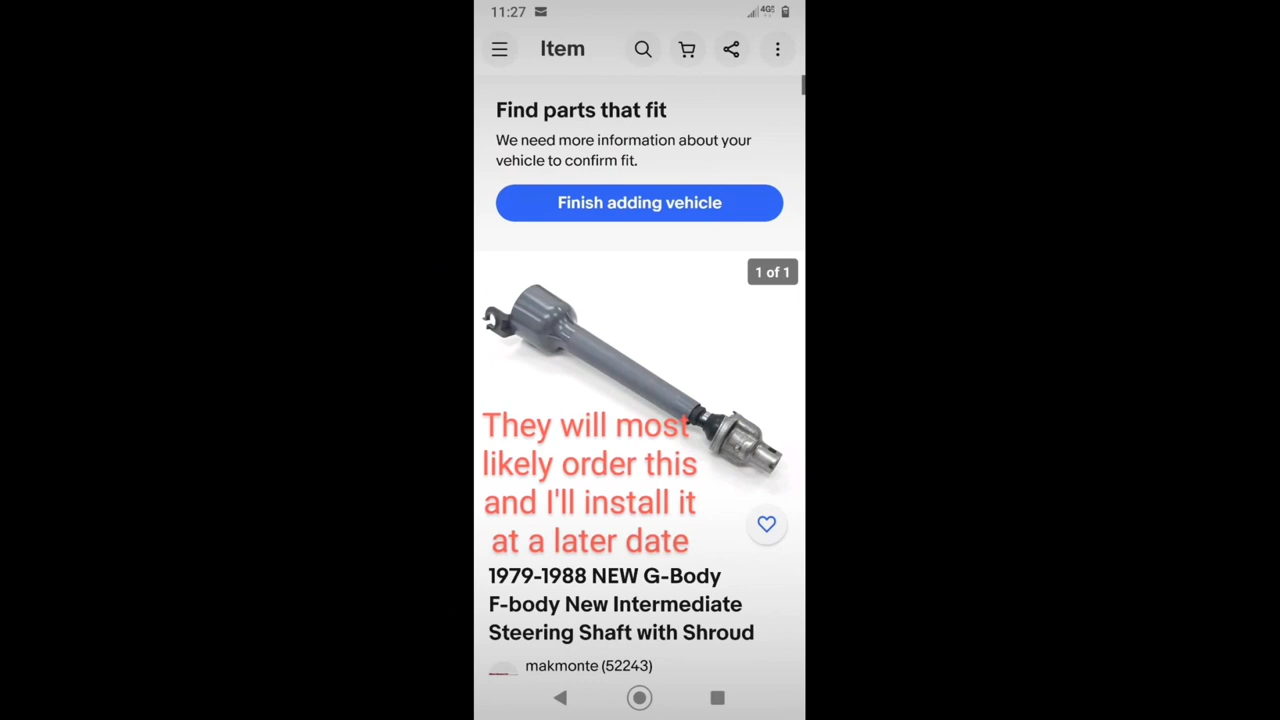 11:27
4G
Item
Find parts that fit
We need more information about your
vehicle to confirm fit.
Finish adding vehicle
1 of 1
They will most
likely order this
and I'll install it
at a later date
1979-1988 NEW G-Body
F-body New Intermediate
Steering Shaft with Shroud
makmonte (52243)